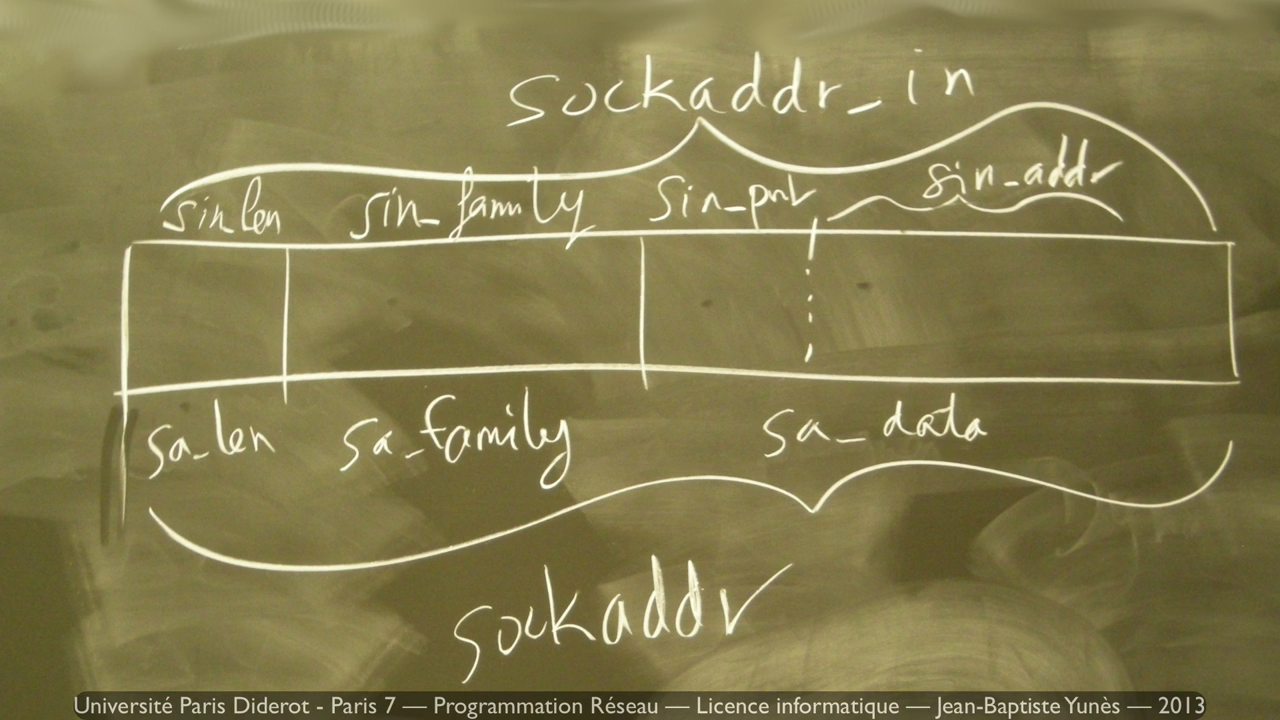 sockaddr_in
sin_len sin_family sin_port sin_addr
sa_len sa_family sa_data
sockaddr
Université Paris Diderot - Paris 7 — Programmation Réseau — Licence informatique — Jean-Baptiste Yunès — 2013